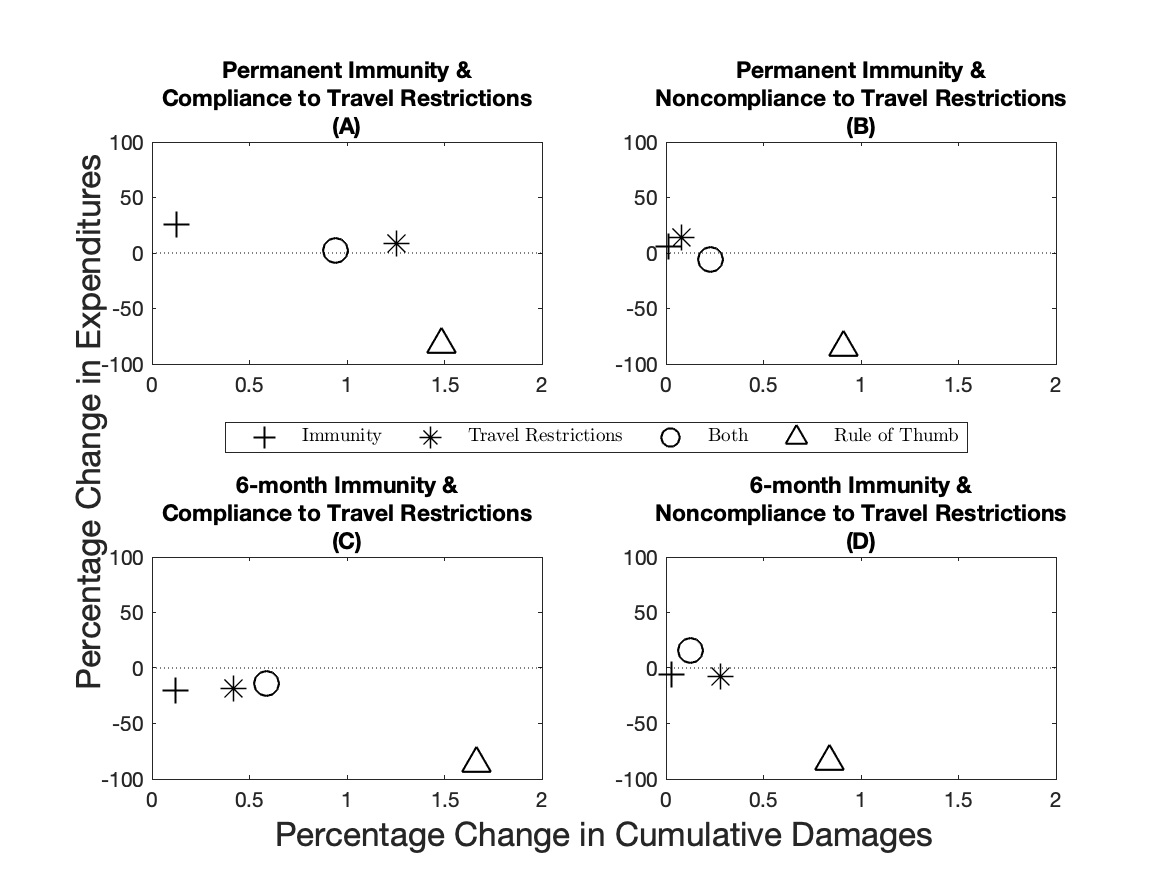 Permanent Immunity &
Compliance to Travel Restrictions
(A)
100
50
0
-50
-100
0 0.5 1 1.5 2
Permanent Immunity &
Noncompliance to Travel Restrictions
(B)
100
50
0
-50
-100
0 0.5 1 1.5 2
Percentage Change in Expenditures
Immunity Travel Restrictions Both Rule of Thumb
6-month Immunity &
Compliance to Travel Restrictions
(C)
100
50
0
-50
-100
0 0.5 1 1.5 2
6-month Immunity &
Noncompliance to Travel Restrictions
(D)
100
50
0
-50
-100
0 0.5 1 1.5 2
Percentage Change in Cumulative Damages